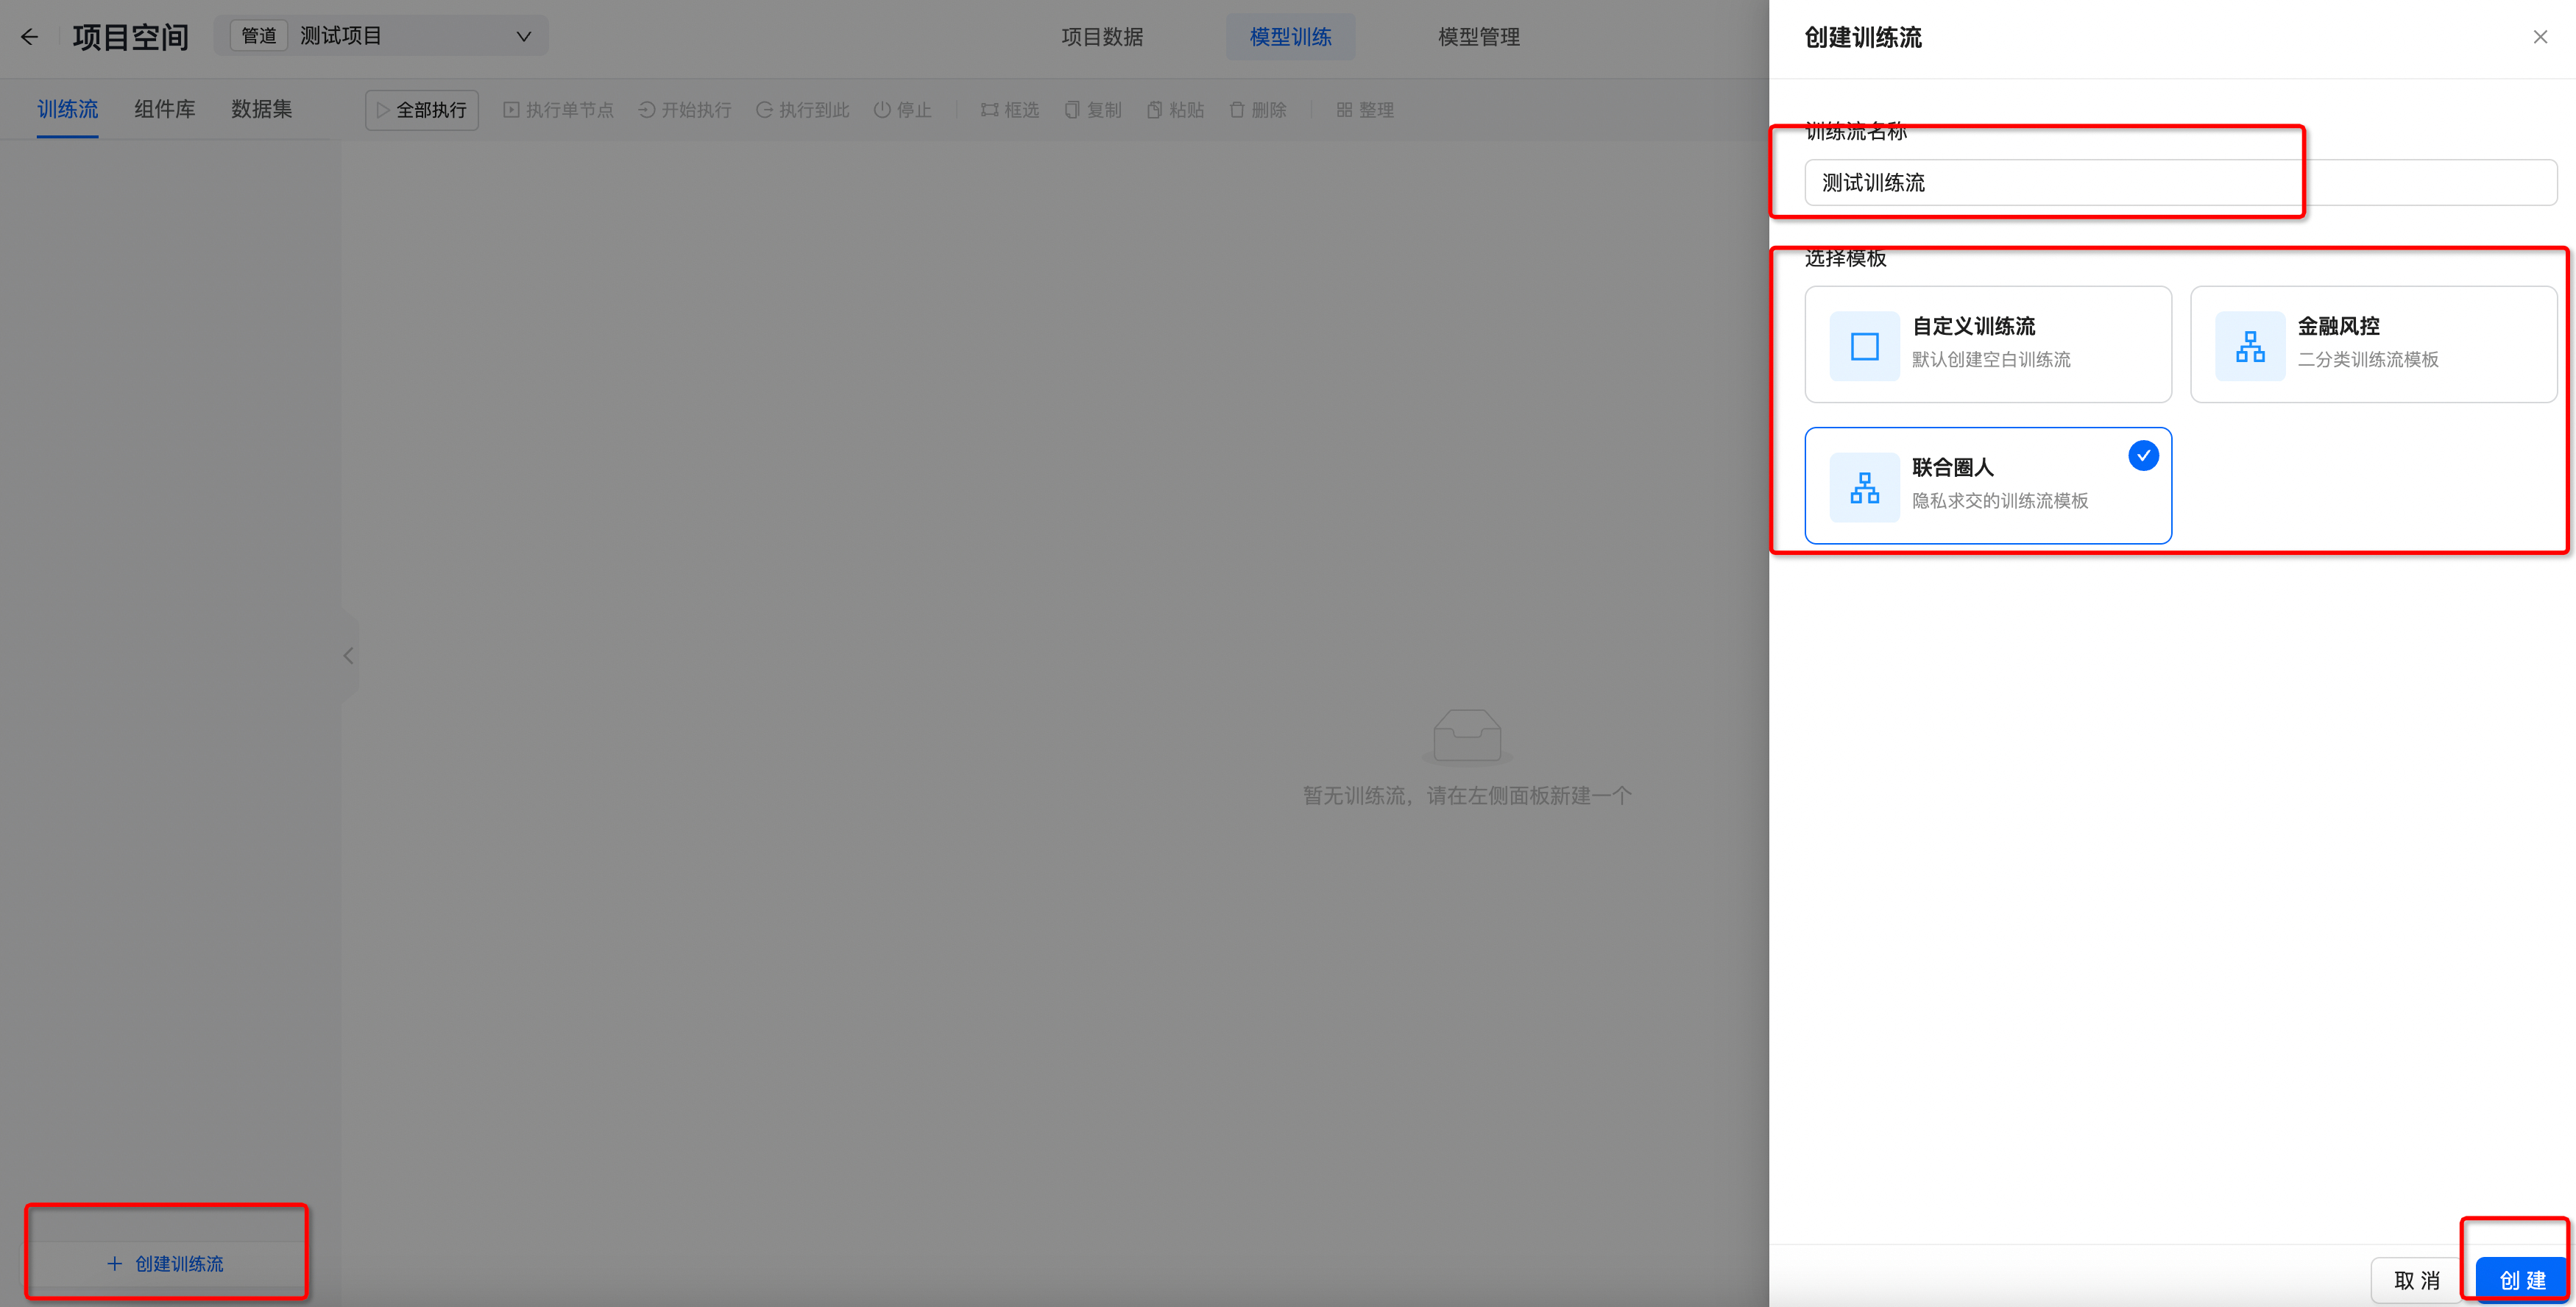 项目空间 管道 测试项目
项目数据 模型训练 模型管理
训练流 组件库 数据集
全部执行 执行单节点 开始执行 执行到此 停止 框选 复制 粘贴 删除 整理
暂无训练流，请在左侧面板新建一个
创建训练流
创建训练流
训练流名称
测试训练流
选择模板
自定义训练流
默认创建空白训练流
金融风控
二分类训练流模板
联合圈人
隐私求交的训练流模板
取 消 创 建